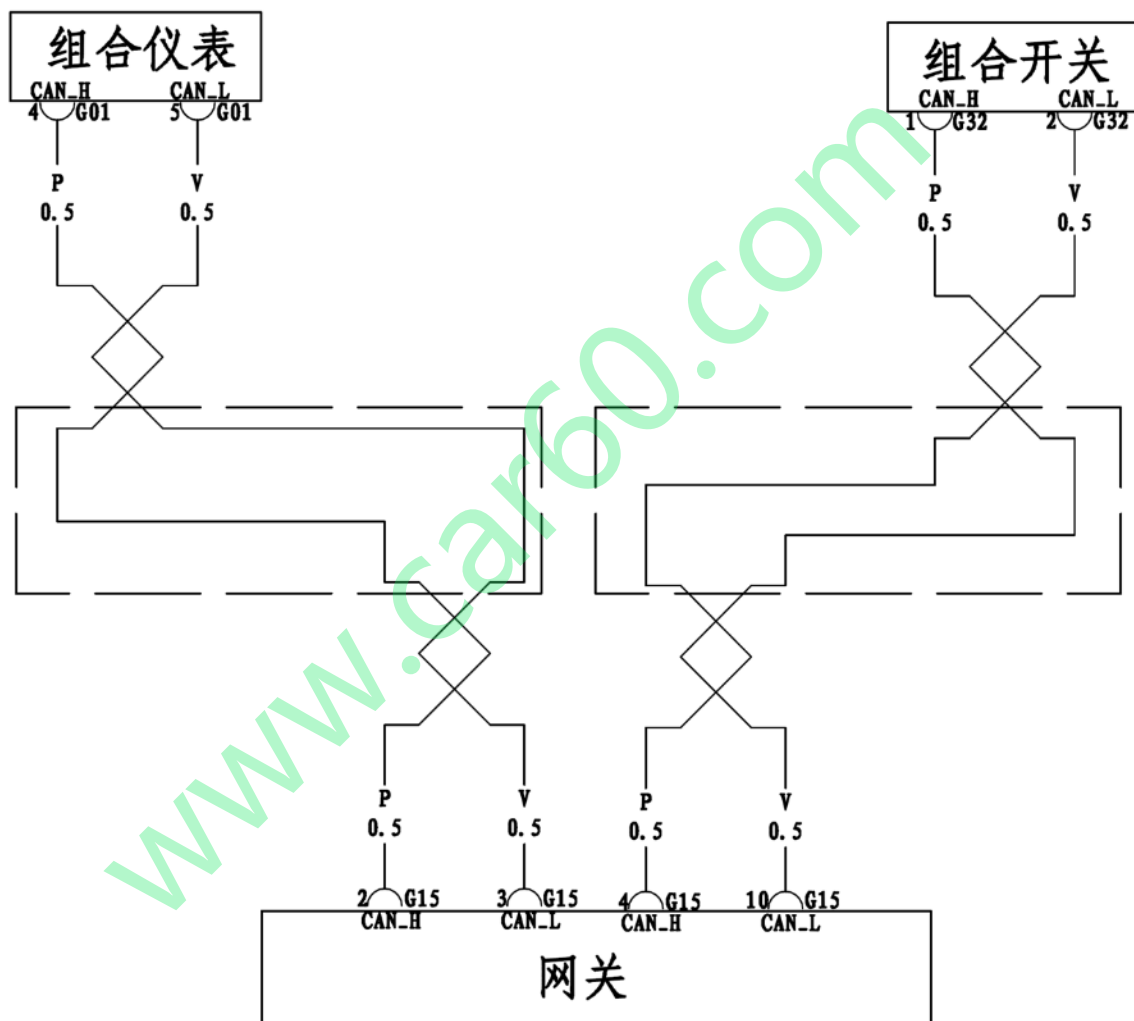 组合仪表
CAN_H CAN_L
4 G01 5 G01
P V
0.5 0.5
组合开关
CAN_H CAN_L
1 G32 2 G32
P V
0.5 0.5
www.car60.com
P V P V
0.5 0.5 0.5 0.5
2 G15 3 G15 4 G15 10 G15
CAN_H CAN_L CAN_H CAN_L
网关